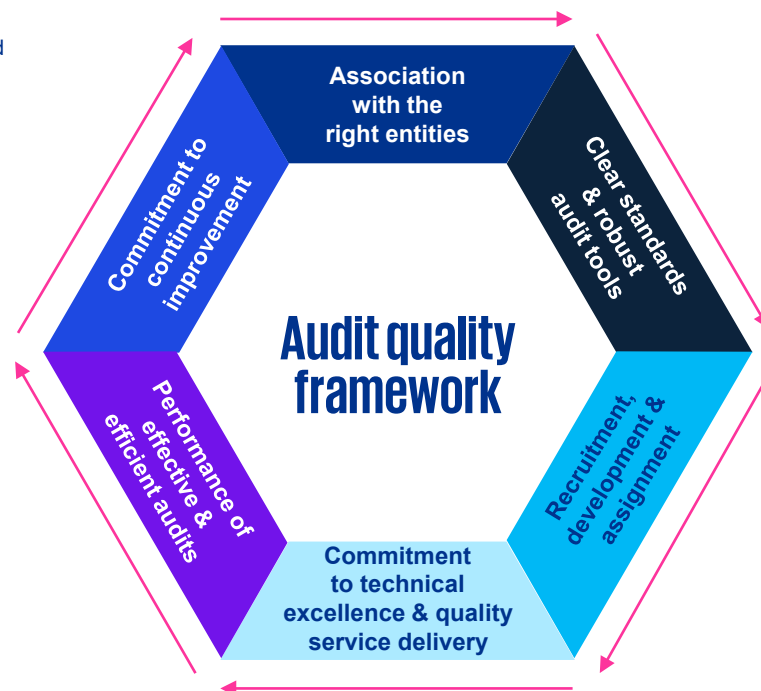 d
Association
with the
right entities
Clear standards
& robust
audit tools
Recruitment,
development &
assignment
Commitment
to technical
excellence & quality
service delivery
Performance of
effective &
efficient audits
Commitment to
continuous
improvement
Audit quality
framework